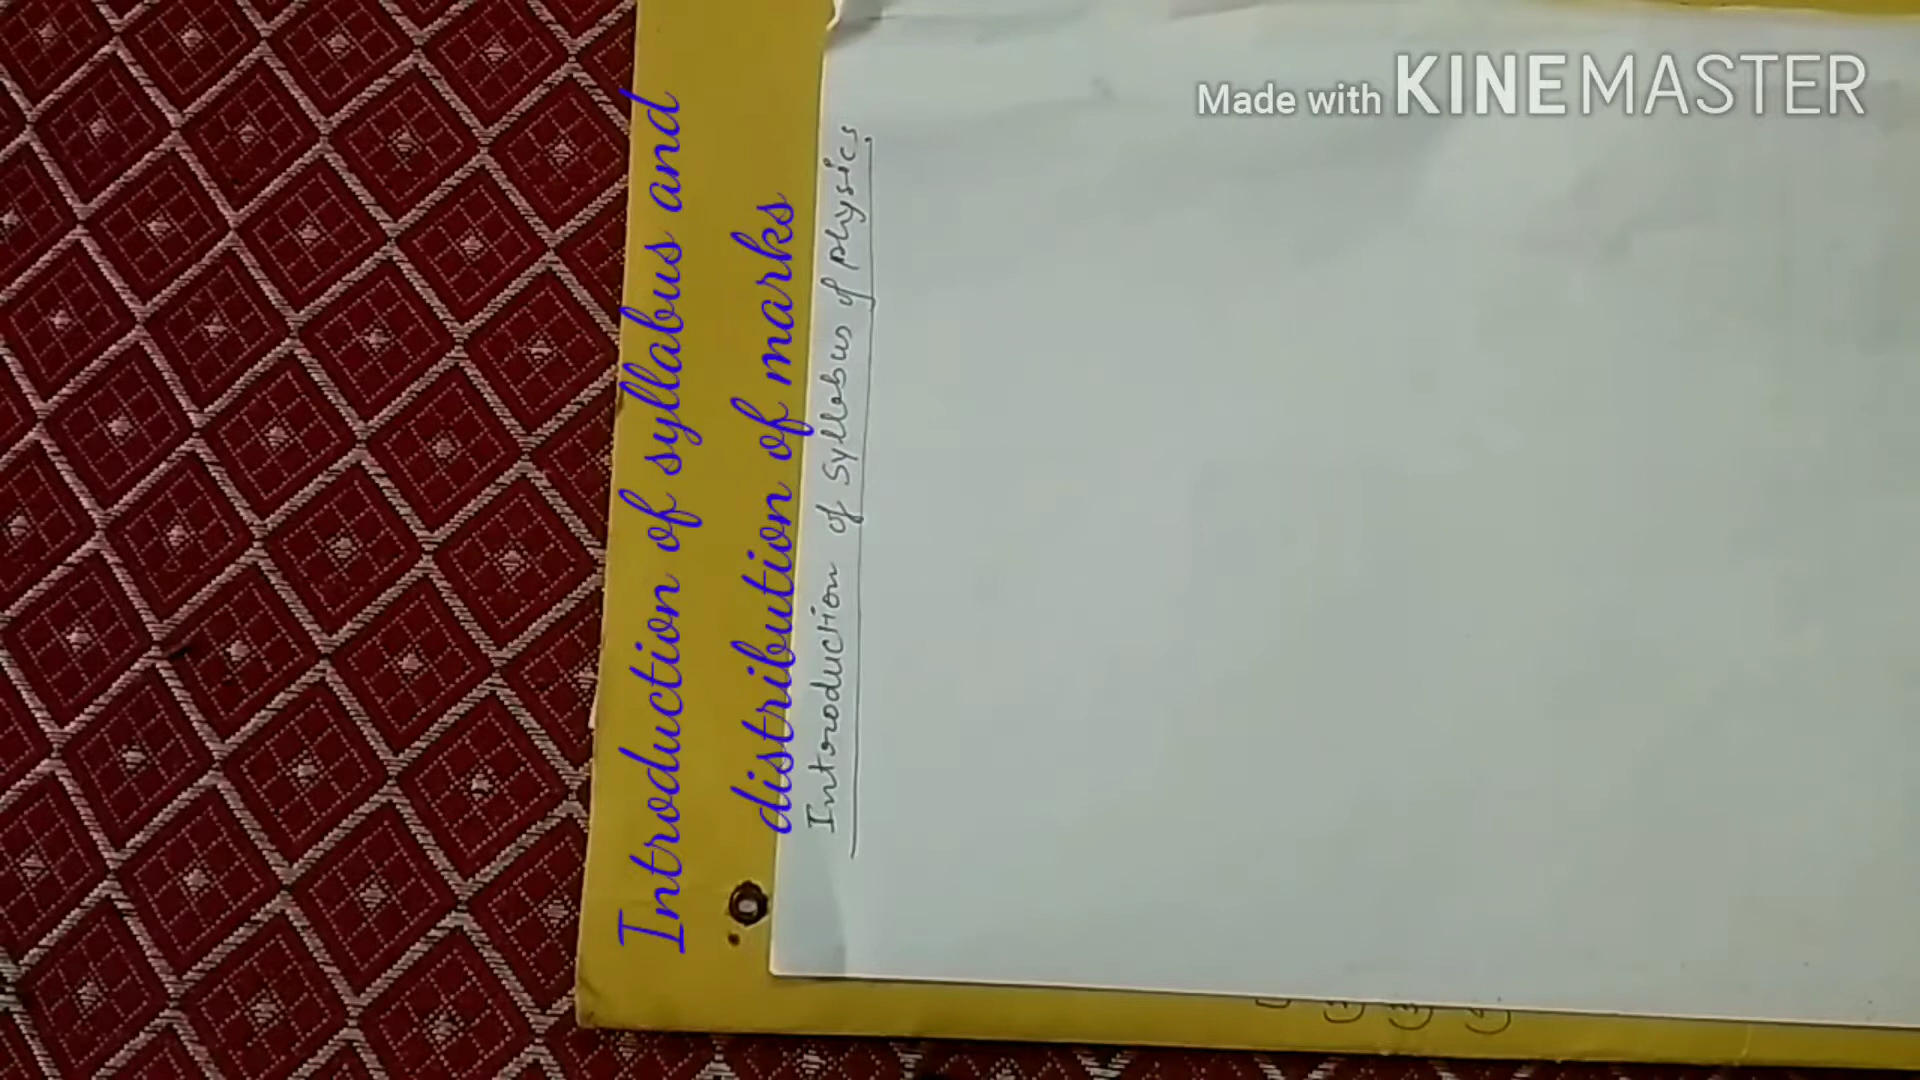 Made with KINEMASTER
Introduction of syllabus and
distribution of marks
Introduction of Syllabus of physics